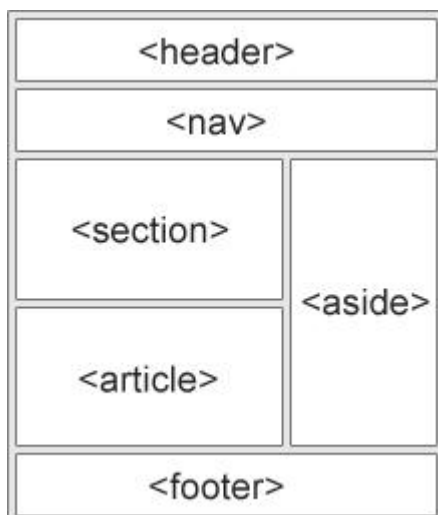 <header>
<nav>
<section>
<aside>
<article>
<footer>